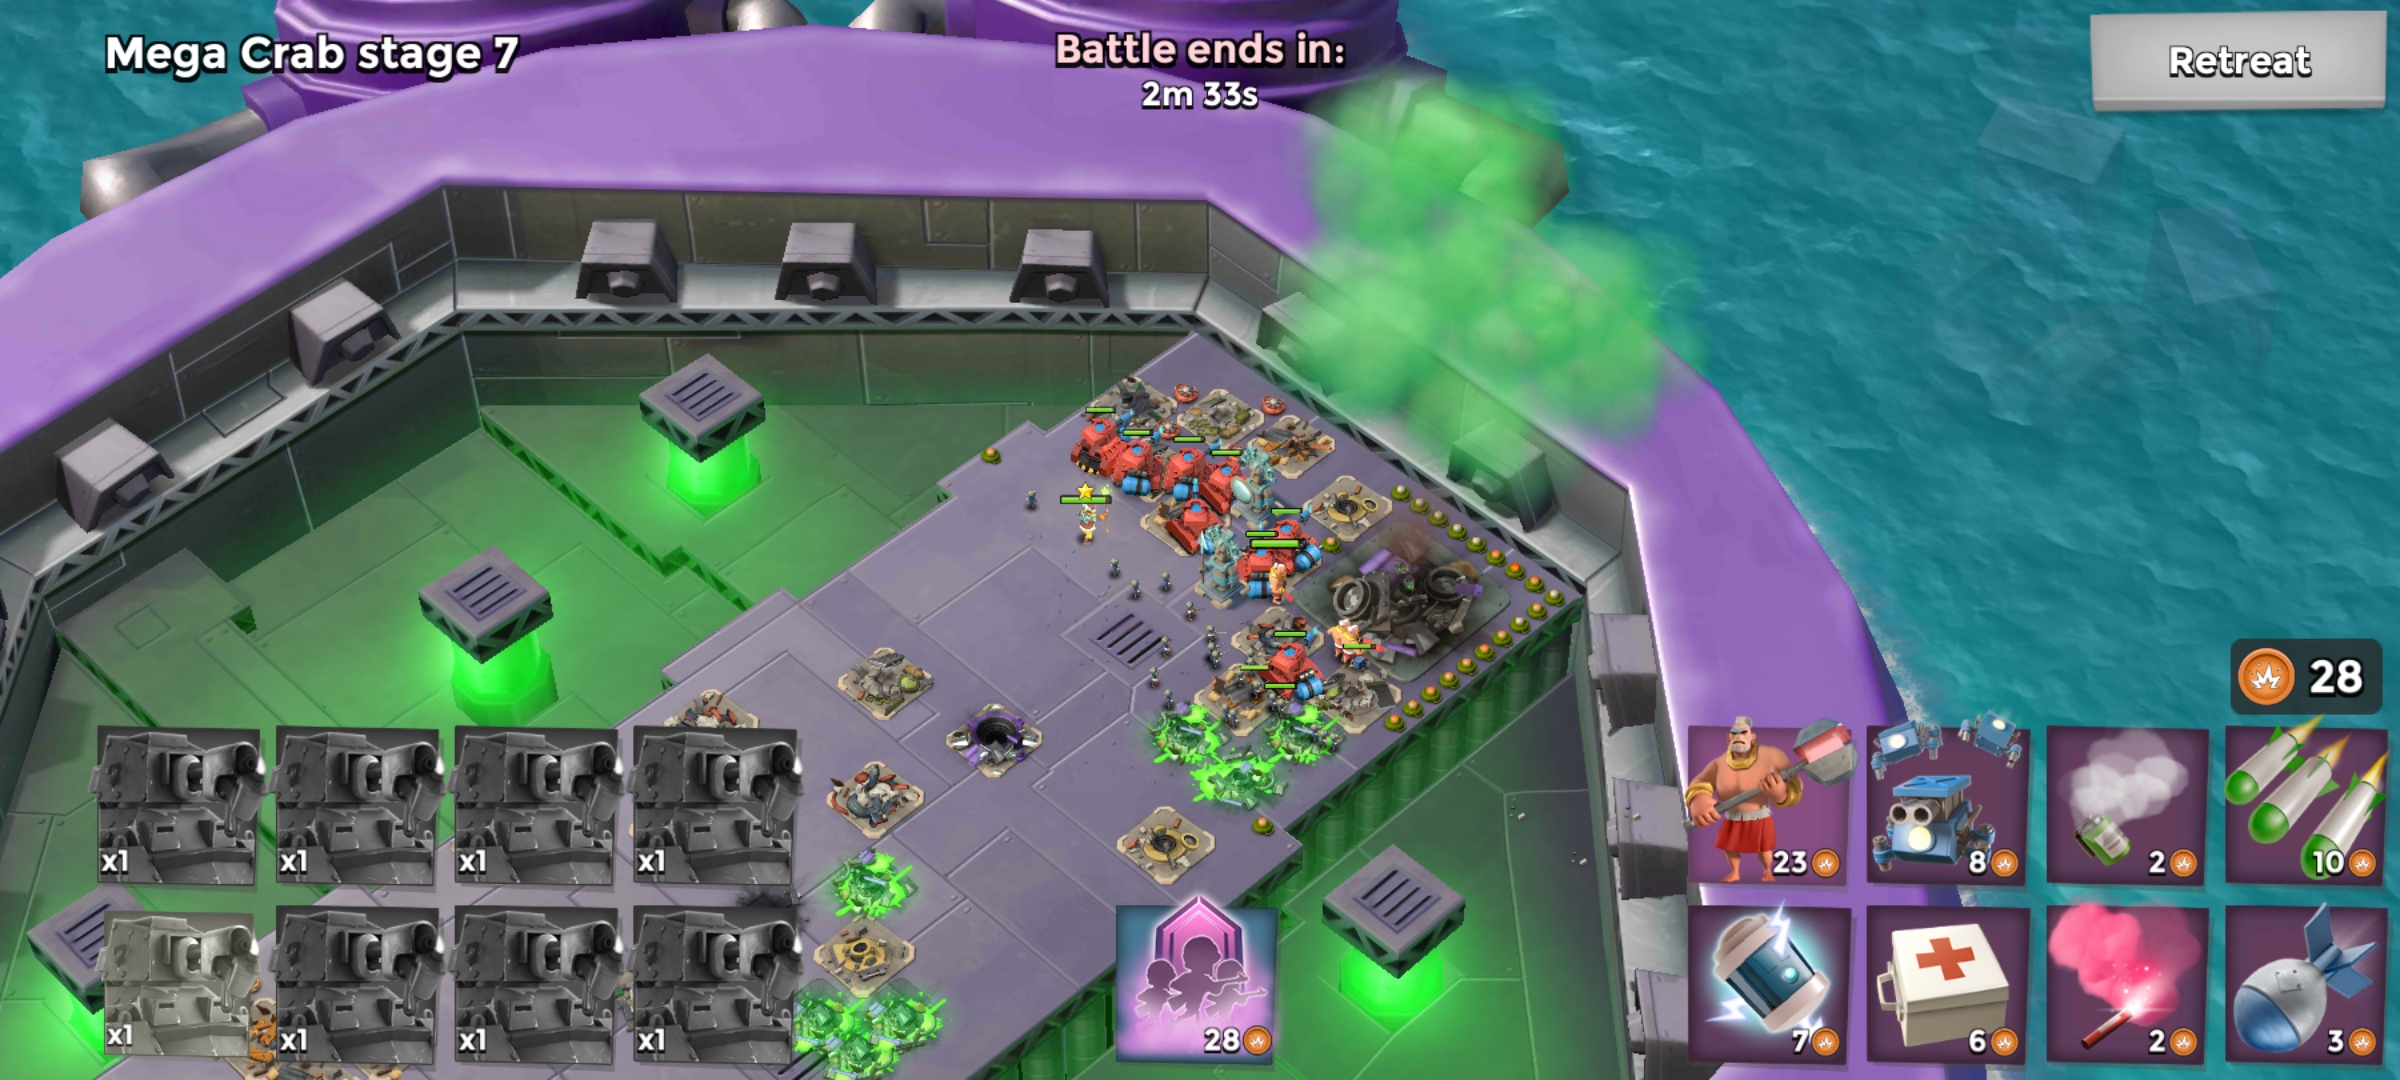 Mega Crab stage 7
Battle ends in:
2m 33s
Retreat
28
x1
x1
x1
x1
23
8
2
10
x1
x1
x1
x1
28
7
6
2
3